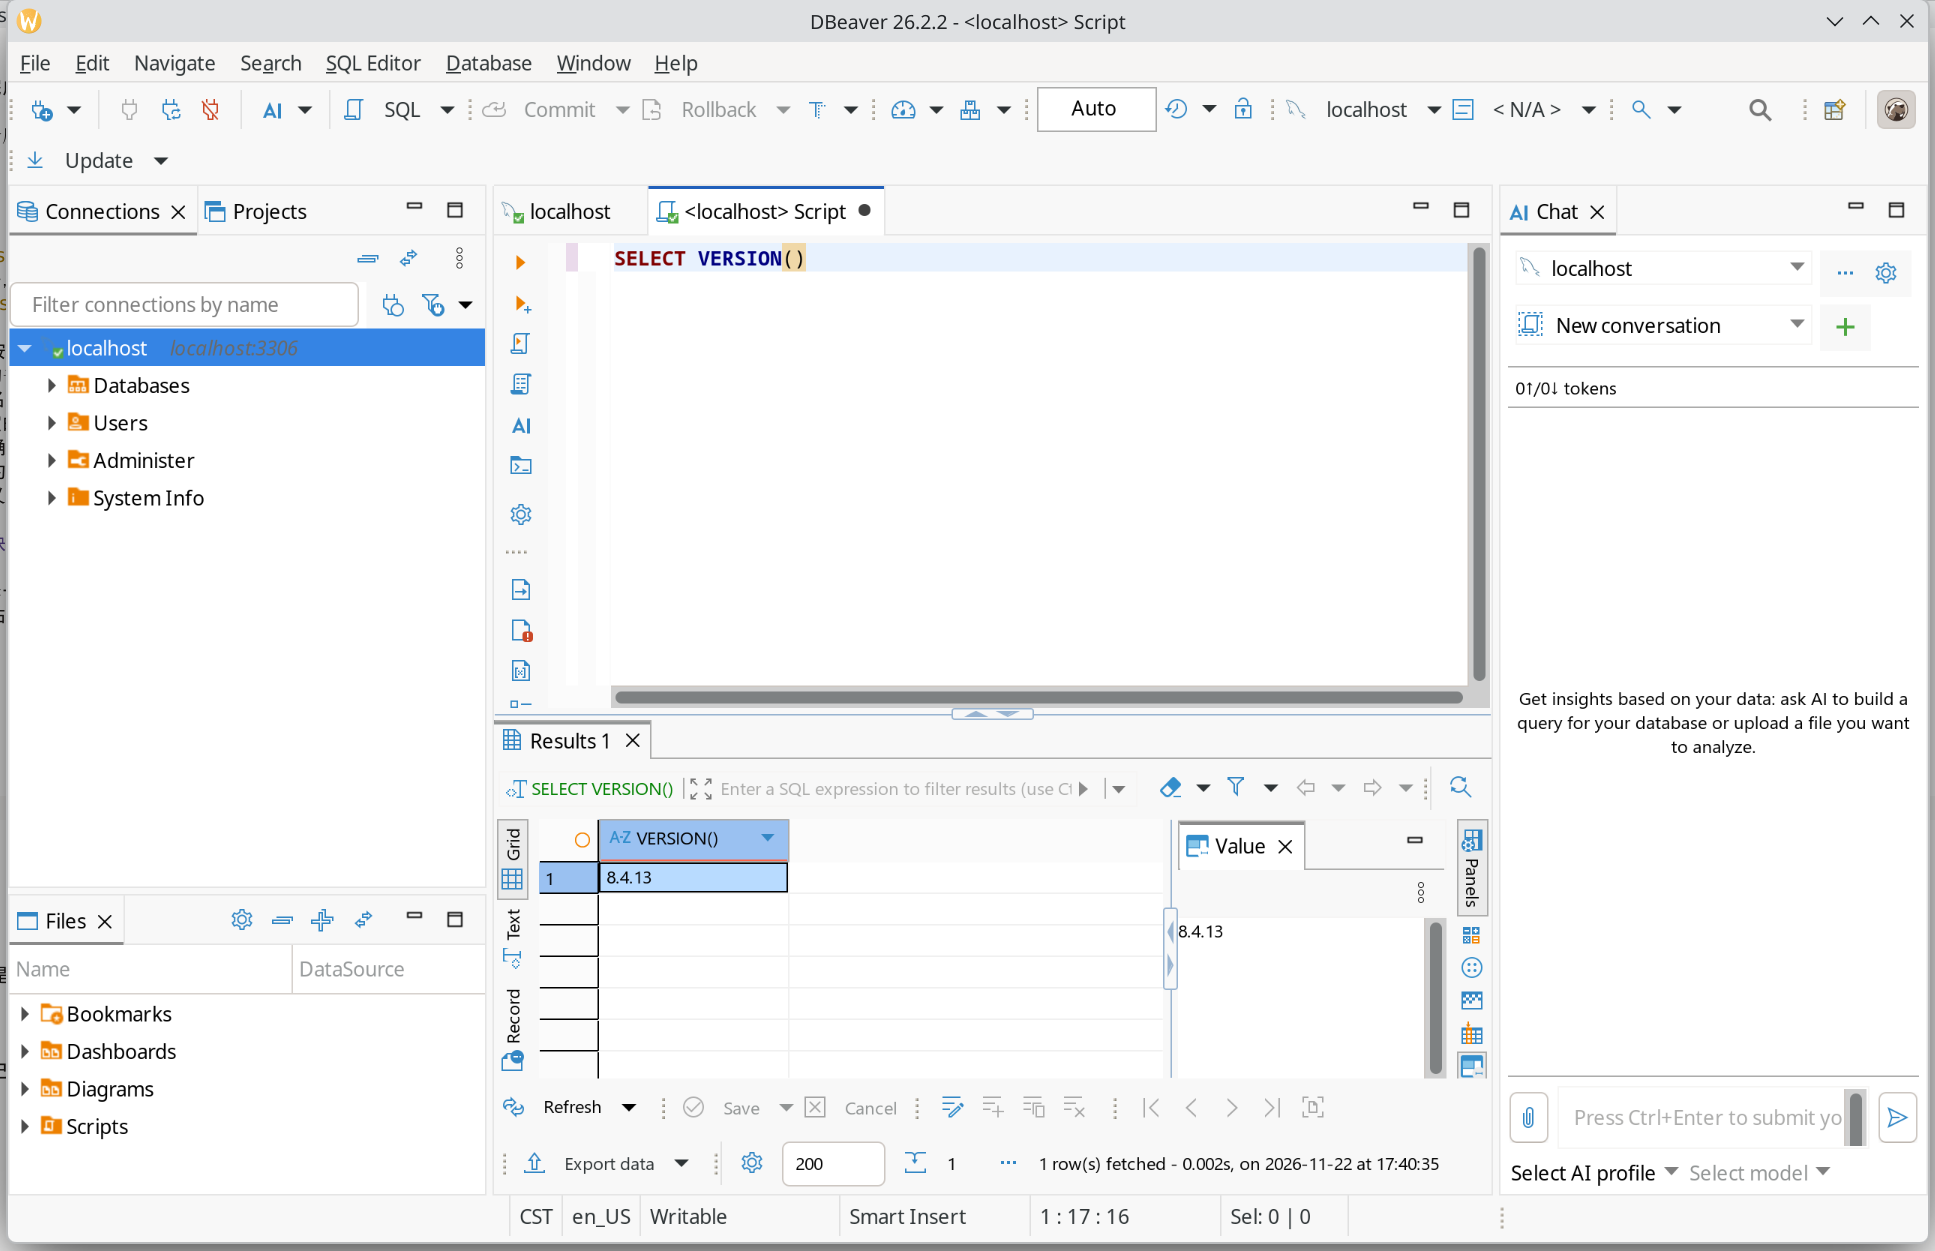 DBeaver 26.2.2 - <localhost> Script
File Edit Navigate Search SQL Editor Database Window Help
AI SQL Commit Rollback T Auto localhost < N/A >
Update
Connections Projects
Filter connections by name
localhost localhost:3306
Databases
Users
Administer
System Info
Files
Name DataSource
Bookmarks
Dashboards
Diagrams
Scripts
localhost <localhost> Script
SELECT VERSION()
AI
Results 1
SELECT VERSION() Enter a SQL expression to filter results (use Ct
Grid
Text
Record
A-Z VERSION()
1 8.4.13
Value
8.4.13
Panels
Refresh Save Cancel
Export data 200 1 ... 1 row(s) fetched - 0.002s, on 2026-11-22 at 17:40:35
AI Chat
localhost
New conversation
0↑/0↓ tokens
Get insights based on your data: ask AI to build a
query for your database or upload a file you want
to analyze.
Press Ctrl+Enter to submit yo
Select AI profile Select model
CST en_US Writable Smart Insert 1 : 17 : 16 Sel: 0 | 0